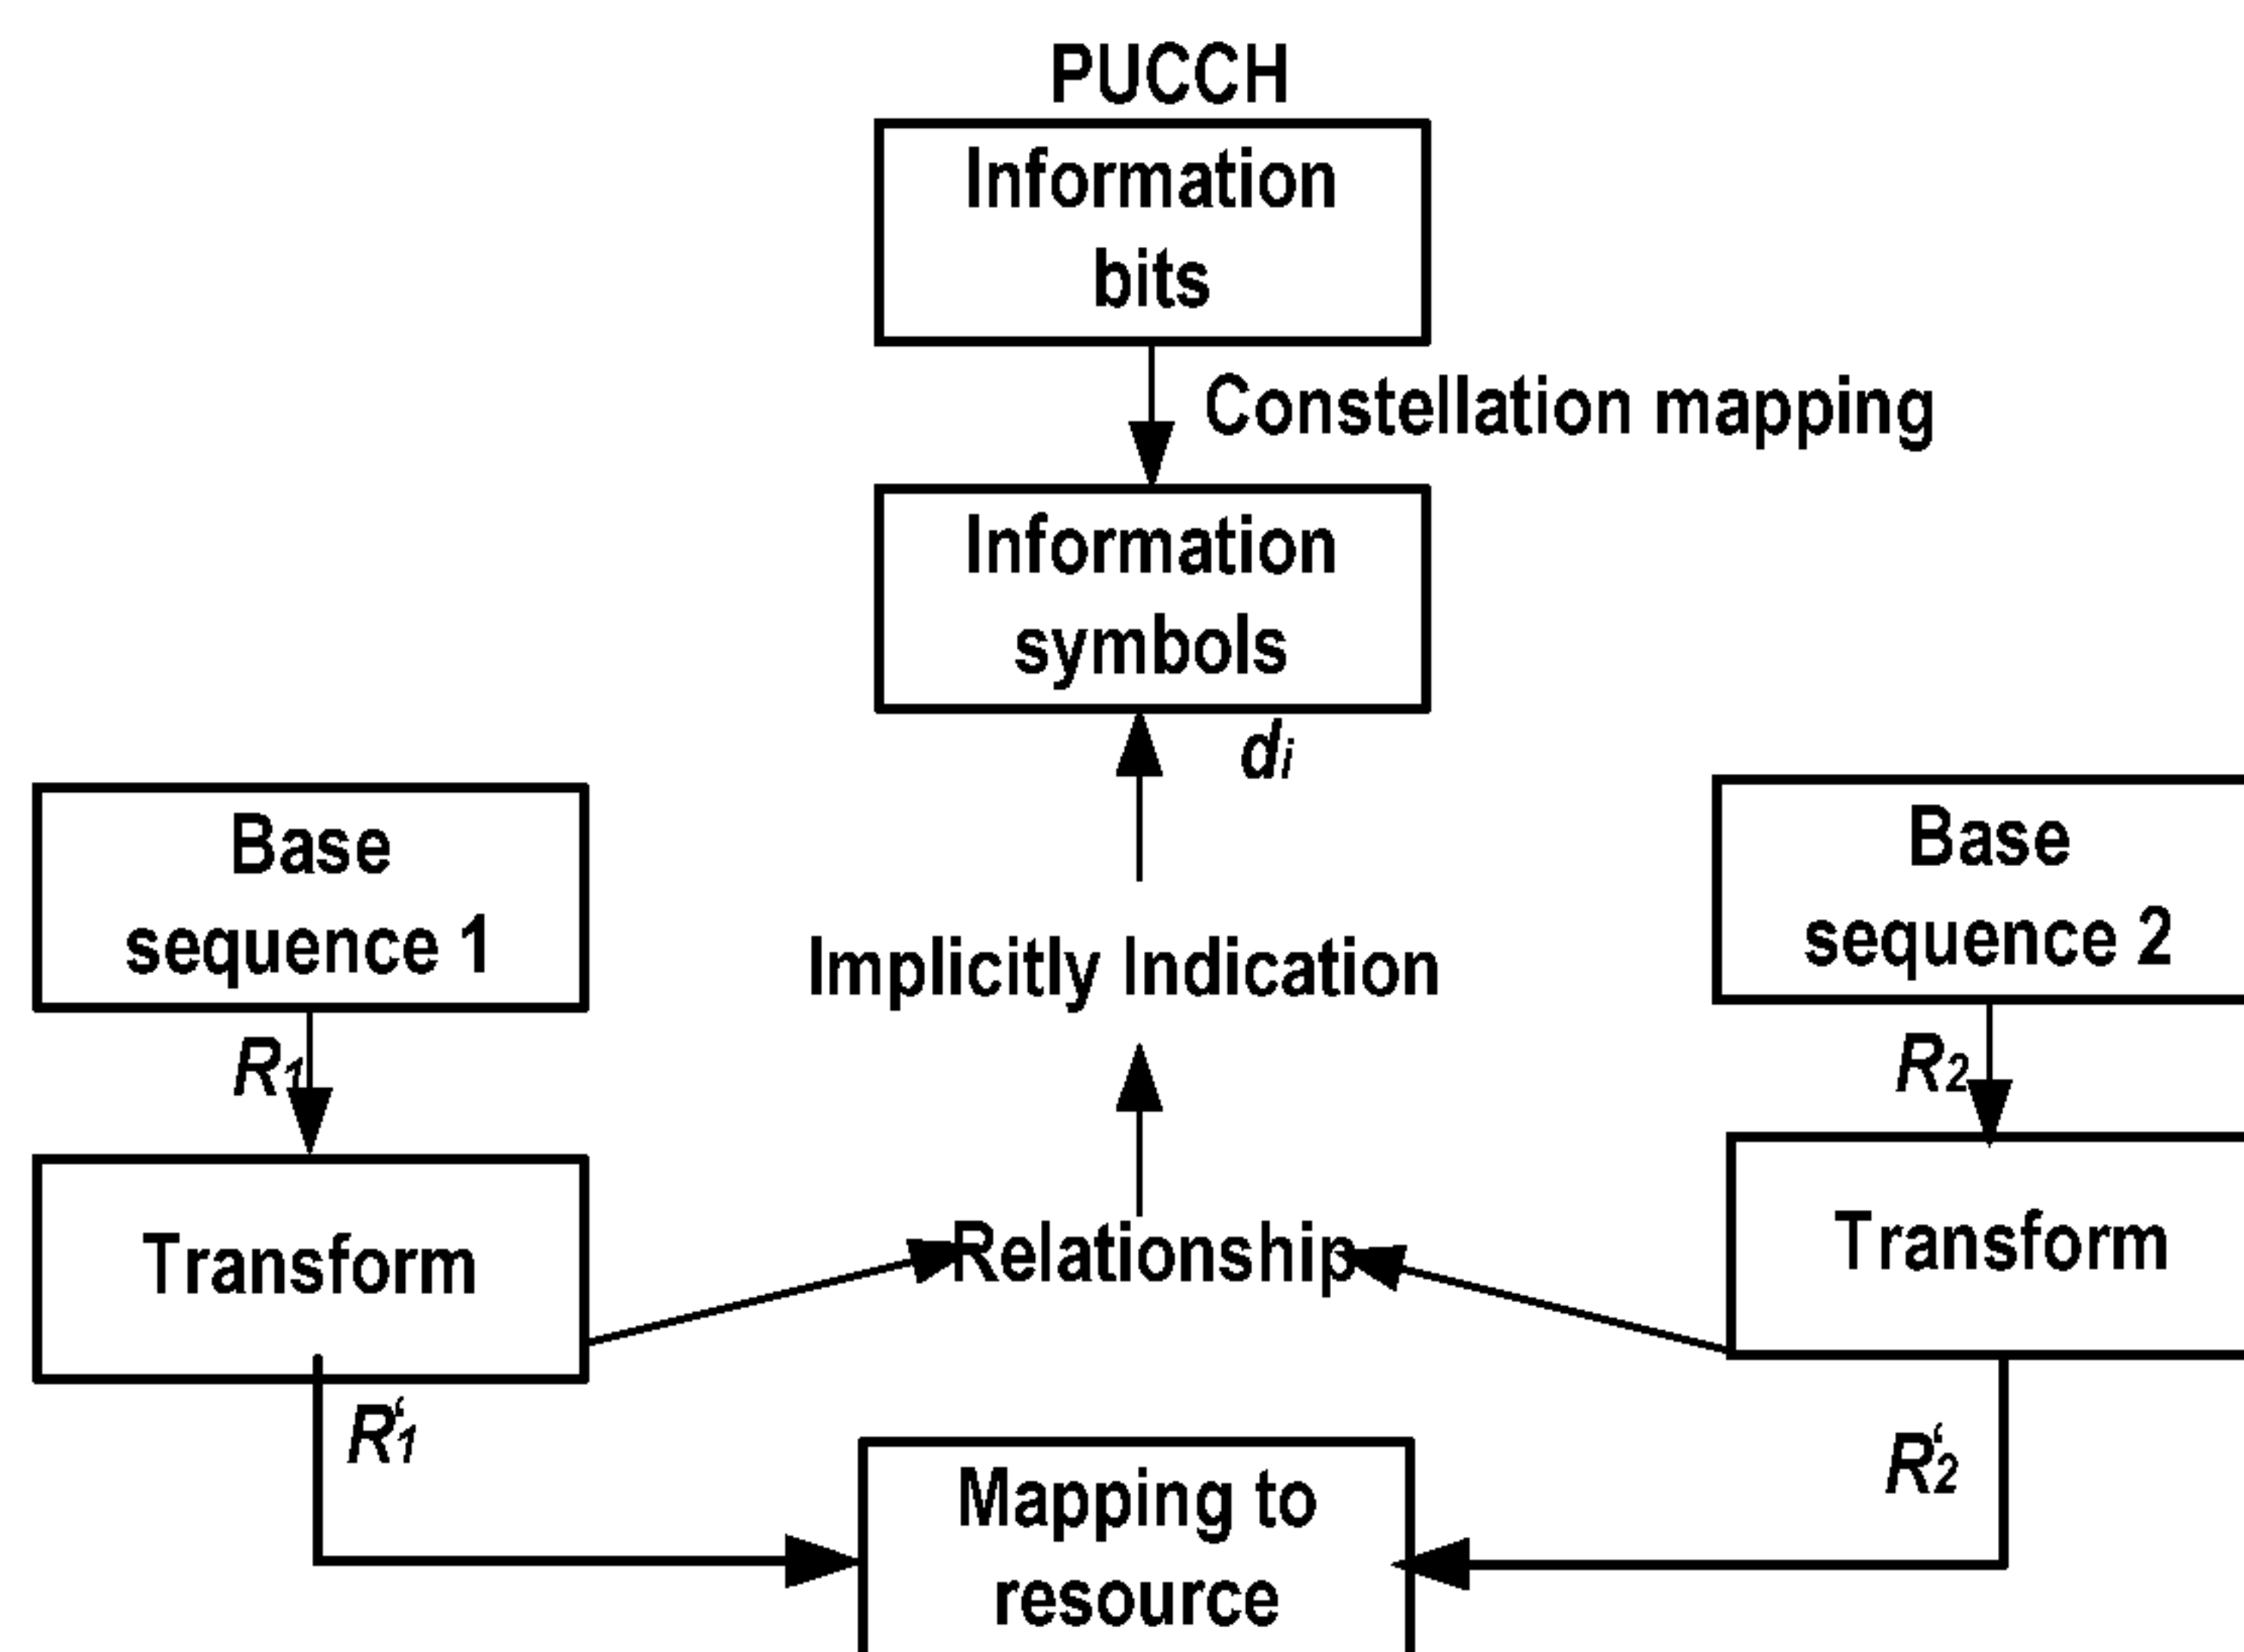 PUCCH
Information
bits
Constellation mapping
Information
symbols
di
Base
sequence 1
Base
sequence 2
Implicitly Indication
R1
R2
Transform
Relationship
Transform
R‘1
R‘2
Mapping to
resource